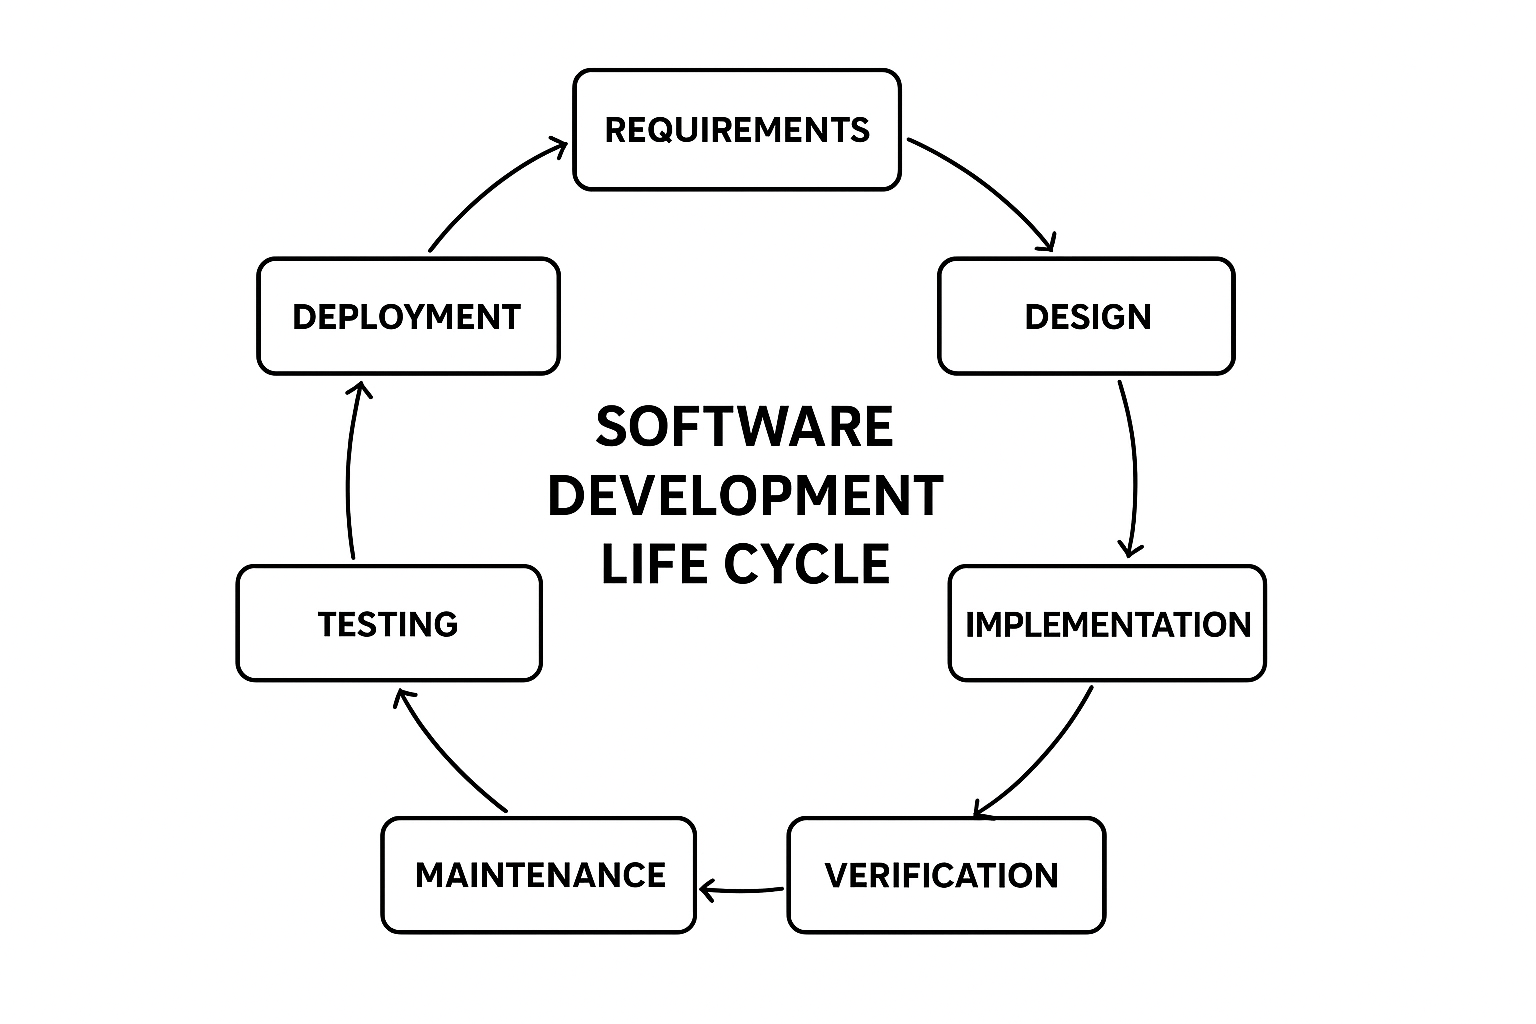 REQUIREMENTS
DEPLOYMENT
DESIGN
SOFTWARE
DEVELOPMENT
LIFE CYCLE
TESTING
IMPLEMENTATION
MAINTENANCE
VERIFICATION